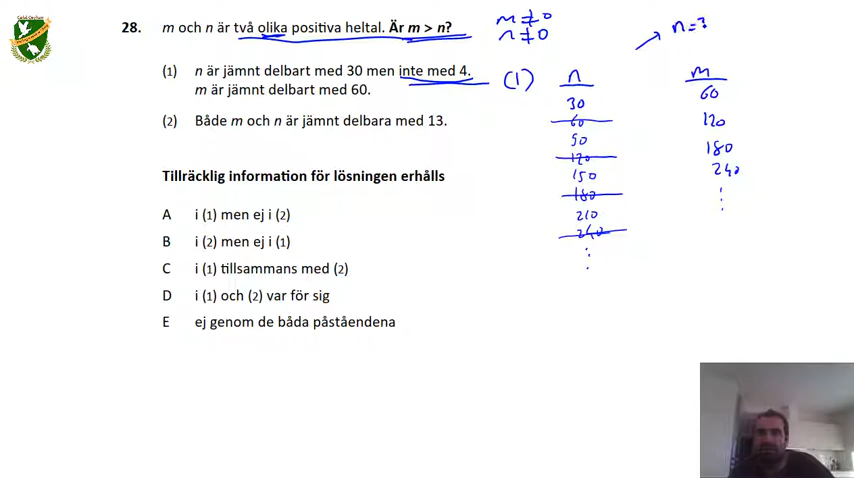 28. m och n är två olika positiva heltal. Är m > n?
(1) n är jämnt delbart med 30 men inte med 4.
m är jämnt delbart med 60.
(2) Både m och n är jämnt delbara med 13.
Tillräcklig information för lösningen erhålls
A i (1) men ej i (2)
B i (2) men ej i (1)
C i (1) tillsammans med (2)
D i (1) och (2) var för sig
E ej genom de båda påståendena
m ≠ 0
n ≠ 0
(1)
n
30
60
90
120
150
180
210
240
⋮
m
60
120
180
240
⋮